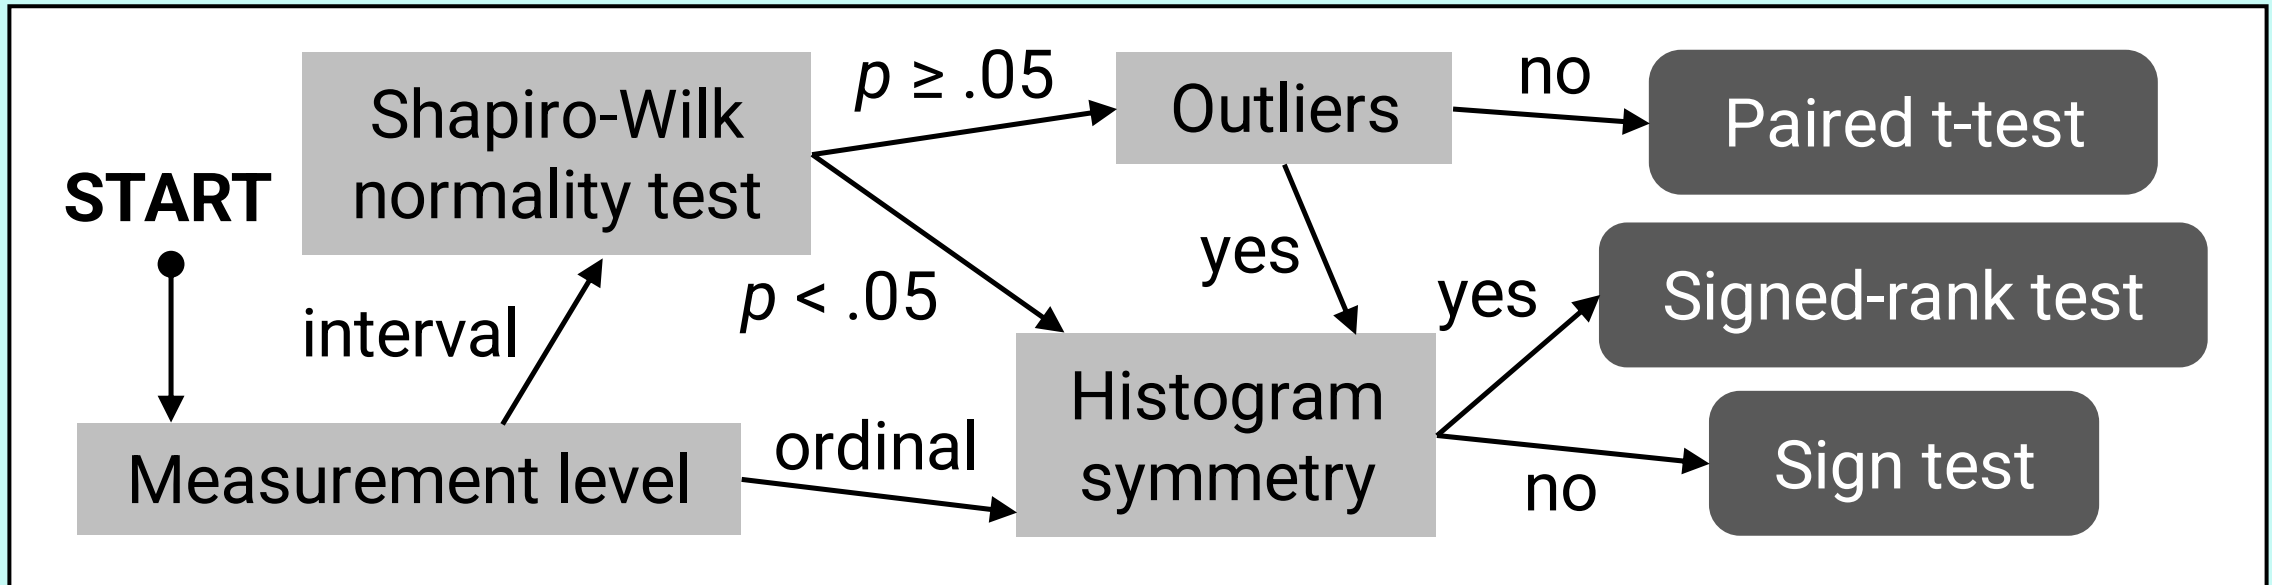 START
Measurement level
interval
Shapiro-Wilk
normality test
p ≥ .05
p < .05
ordinal
Outliers
no
yes
Histogram
symmetry
yes
no
Paired t-test
Signed-rank test
Sign test